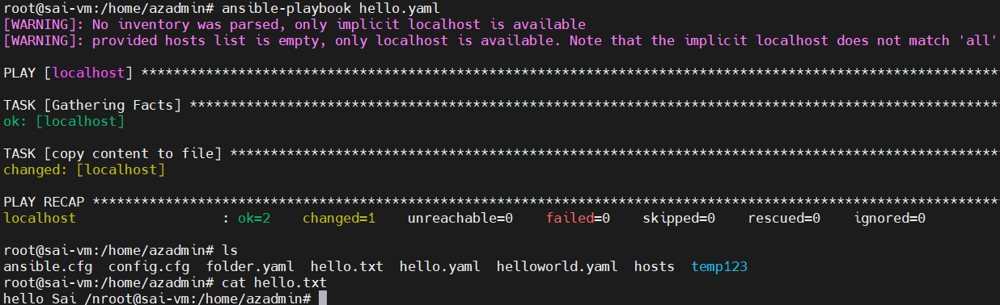 root@sai-vm:/home/azadmin# ansible-playbook hello.yaml
[WARNING]: No inventory was parsed, only implicit localhost is available
[WARNING]: provided hosts list is empty, only localhost is available. Note that the implicit localhost does not match 'all'
PLAY [localhost] ***********************************************************************************************************
TASK [Gathering Facts] *****************************************************************************************************
ok: [localhost]
TASK [copy content to file] ************************************************************************************************
changed: [localhost]
PLAY RECAP *****************************************************************************************************************
localhost                  : ok=2    changed=1    unreachable=0    failed=0    skipped=0    rescued=0    ignored=0
root@sai-vm:/home/azadmin# ls
ansible.cfg  config.cfg  folder.yaml  hello.txt  hello.yaml  helloworld.yaml  hosts  temp123
root@sai-vm:/home/azadmin# cat hello.txt
hello Sai /nroot@sai-vm:/home/azadmin#